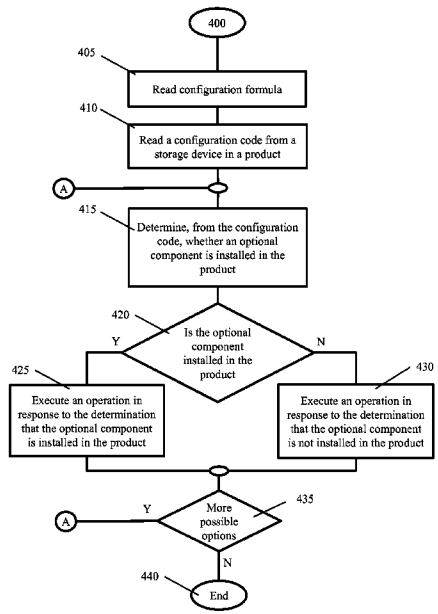 400
405
Read configuration formula
410
Read a configuration code from a
storage device in a product
A
415
Determine, from the configuration
code, whether an optional
component is installed in the
product
420
Y
Is the optional
component
installed in the
product
N
425
Execute an operation in
response to the determination
that the optional component
is installed in the product
430
Execute an operation in
response to the determination
that the optional component
is not installed in the product
A
Y
More
possible
options
435
N
440
End